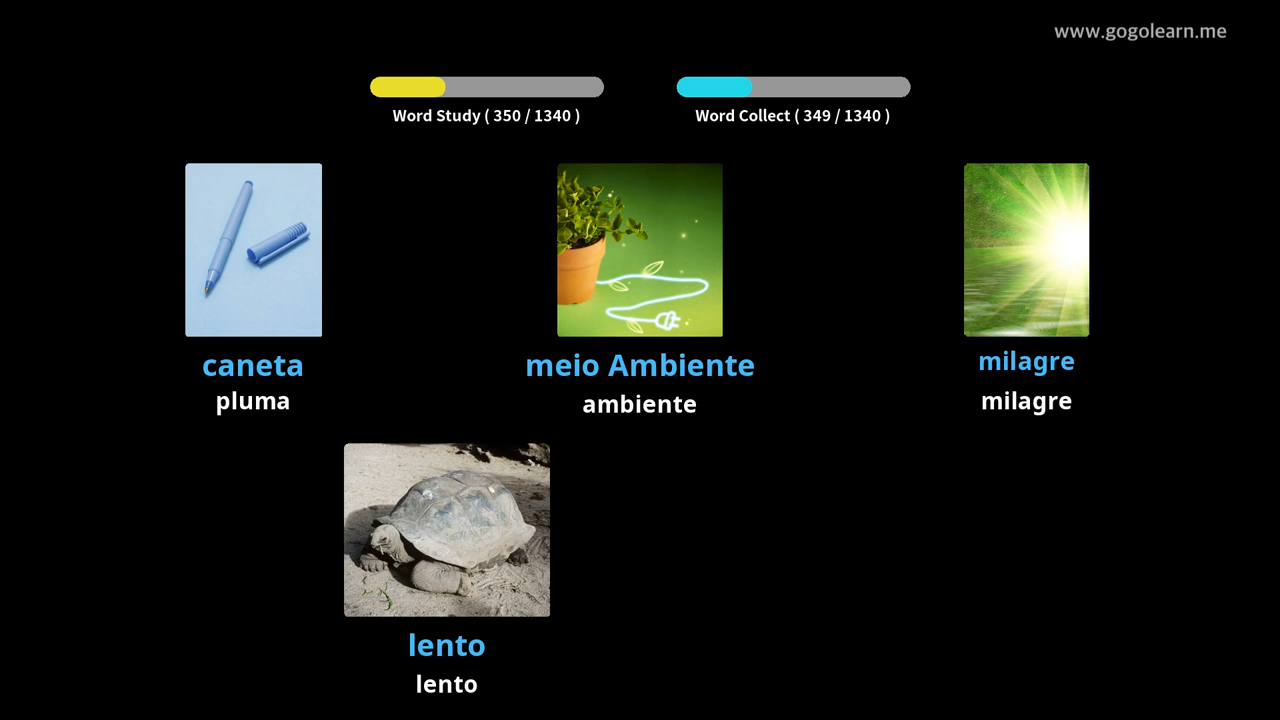 www.gogolearn.me
Word Study ( 350 / 1340 )
Word Collect ( 349 / 1340 )
caneta
pluma
meio Ambiente
ambiente
milagre
milagre
lento
lento